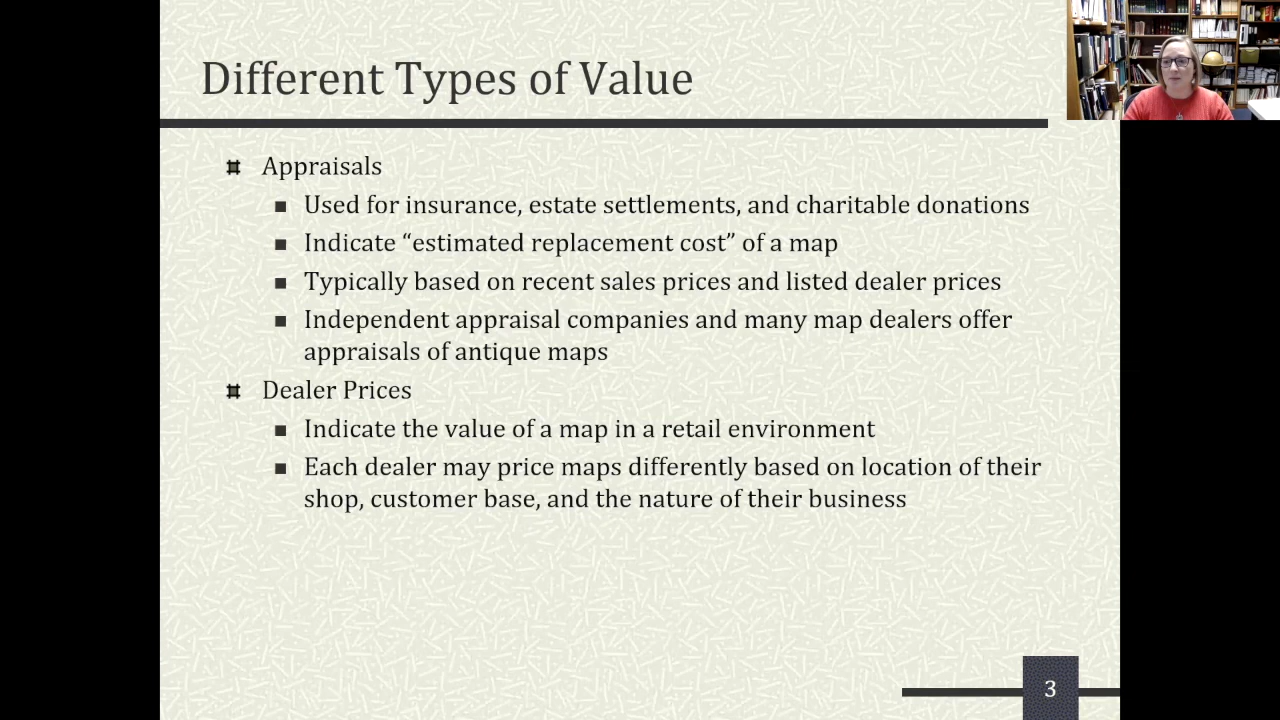 Different Types of Value
Appraisals
Used for insurance, estate settlements, and charitable donations
Indicate “estimated replacement cost” of a map
Typically based on recent sales prices and listed dealer prices
Independent appraisal companies and many map dealers offer
appraisals of antique maps
Dealer Prices
Indicate the value of a map in a retail environment
Each dealer may price maps differently based on location of their
shop, customer base, and the nature of their business
3